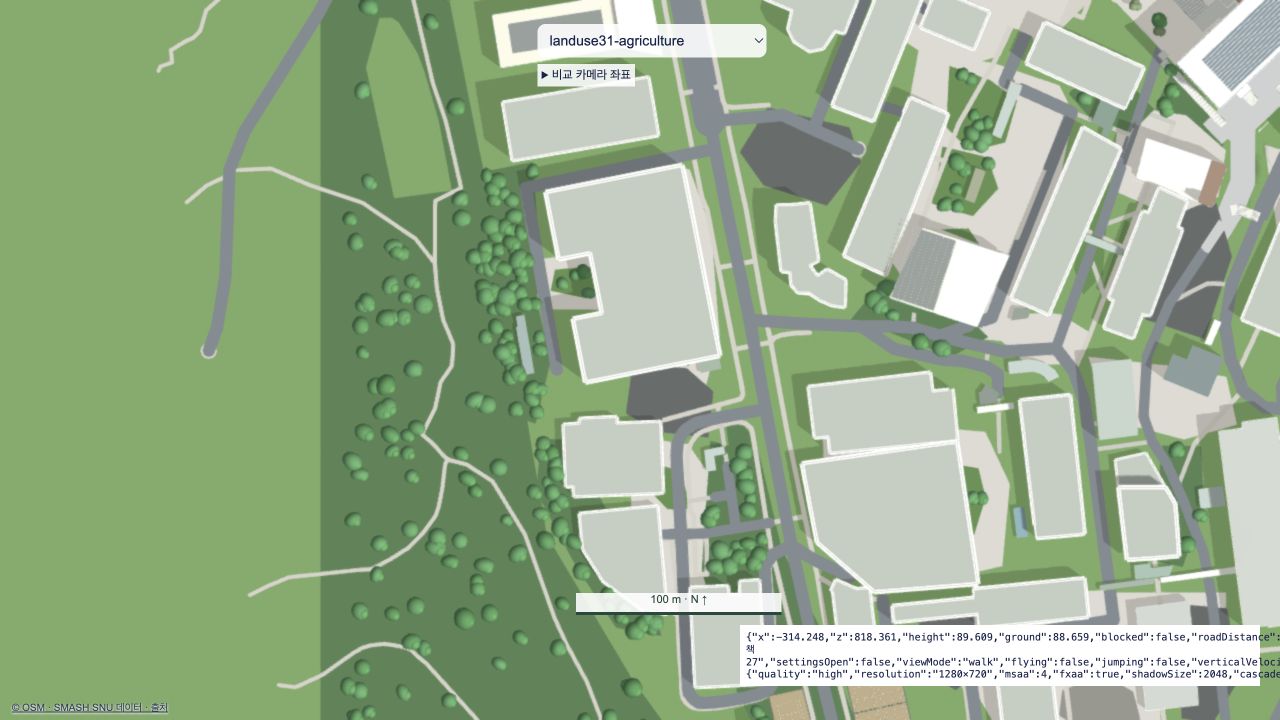 landuse31-agriculture
▶ 비교 카메라 좌표
100 m · N ↑
{"x":−314.248,"z":818.361,"height":89.609,"ground":88.659,"blocked":false,"roadDistance":
책
27","settingsOpen":false,"viewMode":"walk","flying":false,"jumping":false,"verticalVeloci
{"quality":"high","resolution":"1280×720","msaa":4,"fxaa":true,"shadowSize":2048,"cascade
© OSM · SMASH SNU 데이터 · 출처